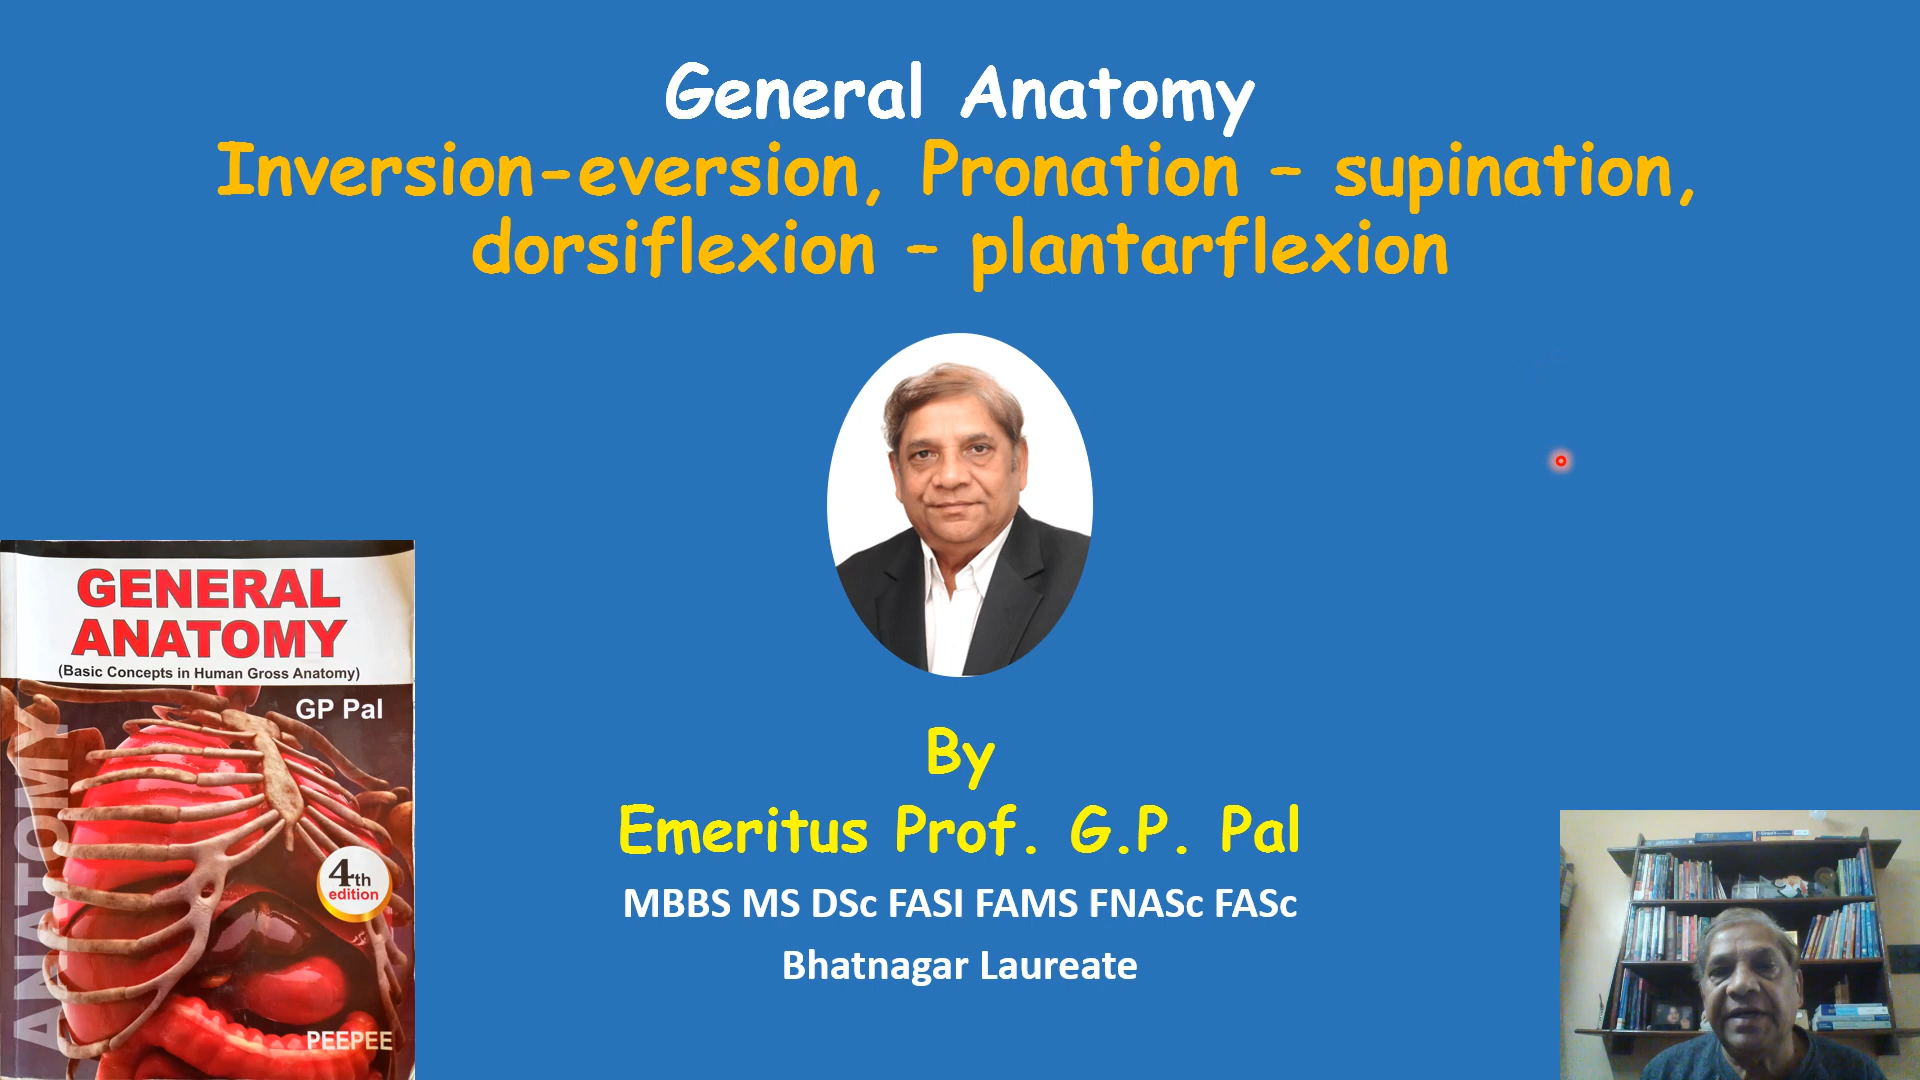 General Anatomy
Inversion-eversion, Pronation – supination,
dorsiflexion – plantarflexion
GENERAL
ANATOMY
(Basic Concepts in Human Gross Anatomy)
GP Pal
ANATOMY
4th
edition
PEEPEE
By
Emeritus Prof. G.P. Pal
MBBS MS DSc FASI FAMS FNASc FASc
Bhatnagar Laureate